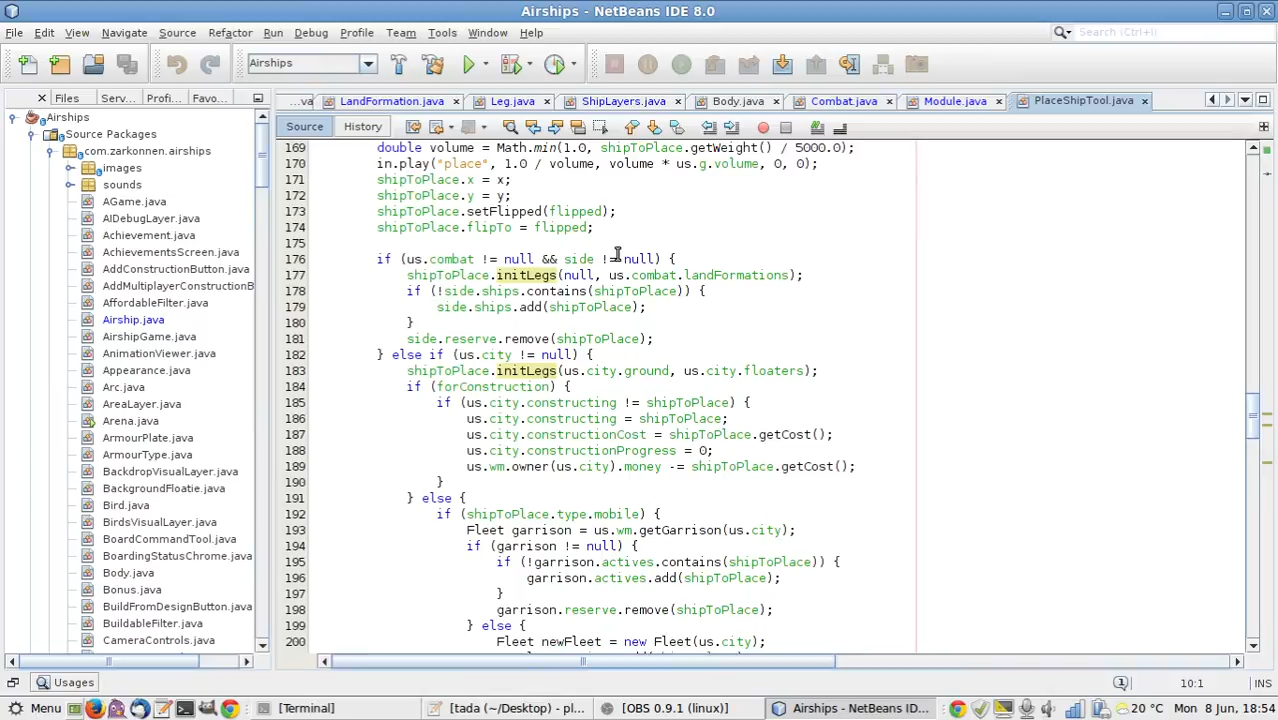 Airships - NetBeans IDE 8.0
File Edit View Navigate Source Refactor Run Debug Profile Team Tools Window Help
Search (Ctrl+I)
Airships
Files Serv... Profi... Favo...
...va LandFormation.java Leg.java ShipLayers.java Body.java Combat.java Module.java PlaceShipTool.java
Source History
Airships
Source Packages
com.zarkonnen.airships
images
sounds
AGame.java
AIDebugLayer.java
Achievement.java
AchievementsScreen.java
AddConstructionButton.java
AddMultiplayerConstructionB
AffordableFilter.java
Airship.java
AirshipGame.java
AnimationViewer.java
Appearance.java
Arc.java
AreaLayer.java
Arena.java
ArmourPlate.java
ArmourType.java
BackdropVisualLayer.java
BackgroundFloatie.java
Bird.java
BirdsVisualLayer.java
BoardCommandTool.java
BoardingStatusChrome.java
Body.java
Bonus.java
BuildFromDesignButton.java
BuildableFilter.java
CameraControls.java
169 double volume = Math.min(1.0, shipToPlace.getWeight() / 5000.0);
170 in.play("place", 1.0 / volume, volume * us.g.volume, 0, 0);
171 shipToPlace.x = x;
172 shipToPlace.y = y;
173 shipToPlace.setFlipped(flipped);
174 shipToPlace.flipTo = flipped;
175
176 if (us.combat != null && side != null) {
177 shipToPlace.initLegs(null, us.combat.landFormations);
178 if (!side.ships.contains(shipToPlace)) {
179 side.ships.add(shipToPlace);
180 }
181 side.reserve.remove(shipToPlace);
182 } else if (us.city != null) {
183 shipToPlace.initLegs(us.city.ground, us.city.floaters);
184 if (forConstruction) {
185 if (us.city.constructing != shipToPlace) {
186 us.city.constructing = shipToPlace;
187 us.city.constructionCost = shipToPlace.getCost();
188 us.city.constructionProgress = 0;
189 us.wm.owner(us.city).money -= shipToPlace.getCost();
190 }
191 } else {
192 if (shipToPlace.type.mobile) {
193 Fleet garrison = us.wm.getGarrison(us.city);
194 if (garrison != null) {
195 if (!garrison.actives.contains(shipToPlace)) {
196 garrison.actives.add(shipToPlace);
197 }
198 garrison.reserve.remove(shipToPlace);
199 } else {
200 Fleet newFleet = new Fleet(us.city);
Usages
1 10:1 INS
Menu [Terminal] [tada (~/Desktop) - pl... [OBS 0.9.1 (linux)] Airships - NetBeans IDE... 20 °C Mon 8 Jun, 18:54